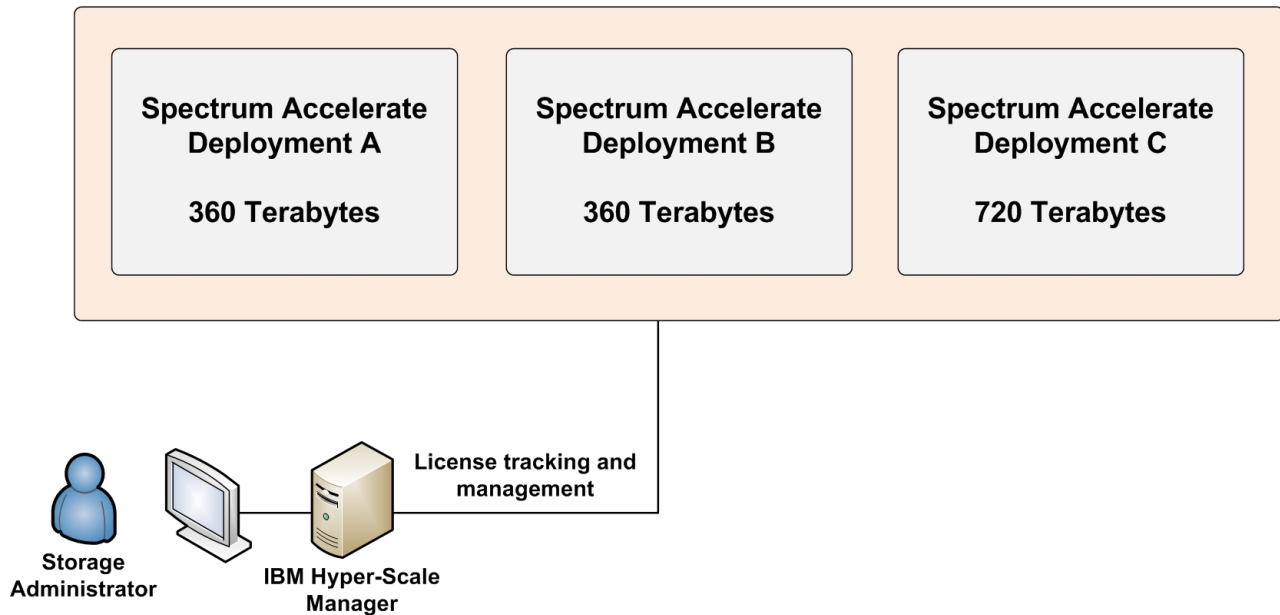 Spectrum Accelerate
Deployment A
360 Terabytes
Spectrum Accelerate
Deployment B
360 Terabytes
Spectrum Accelerate
Deployment C
720 Terabytes
License tracking and
management
Storage
Administrator
IBM Hyper-Scale
Manager